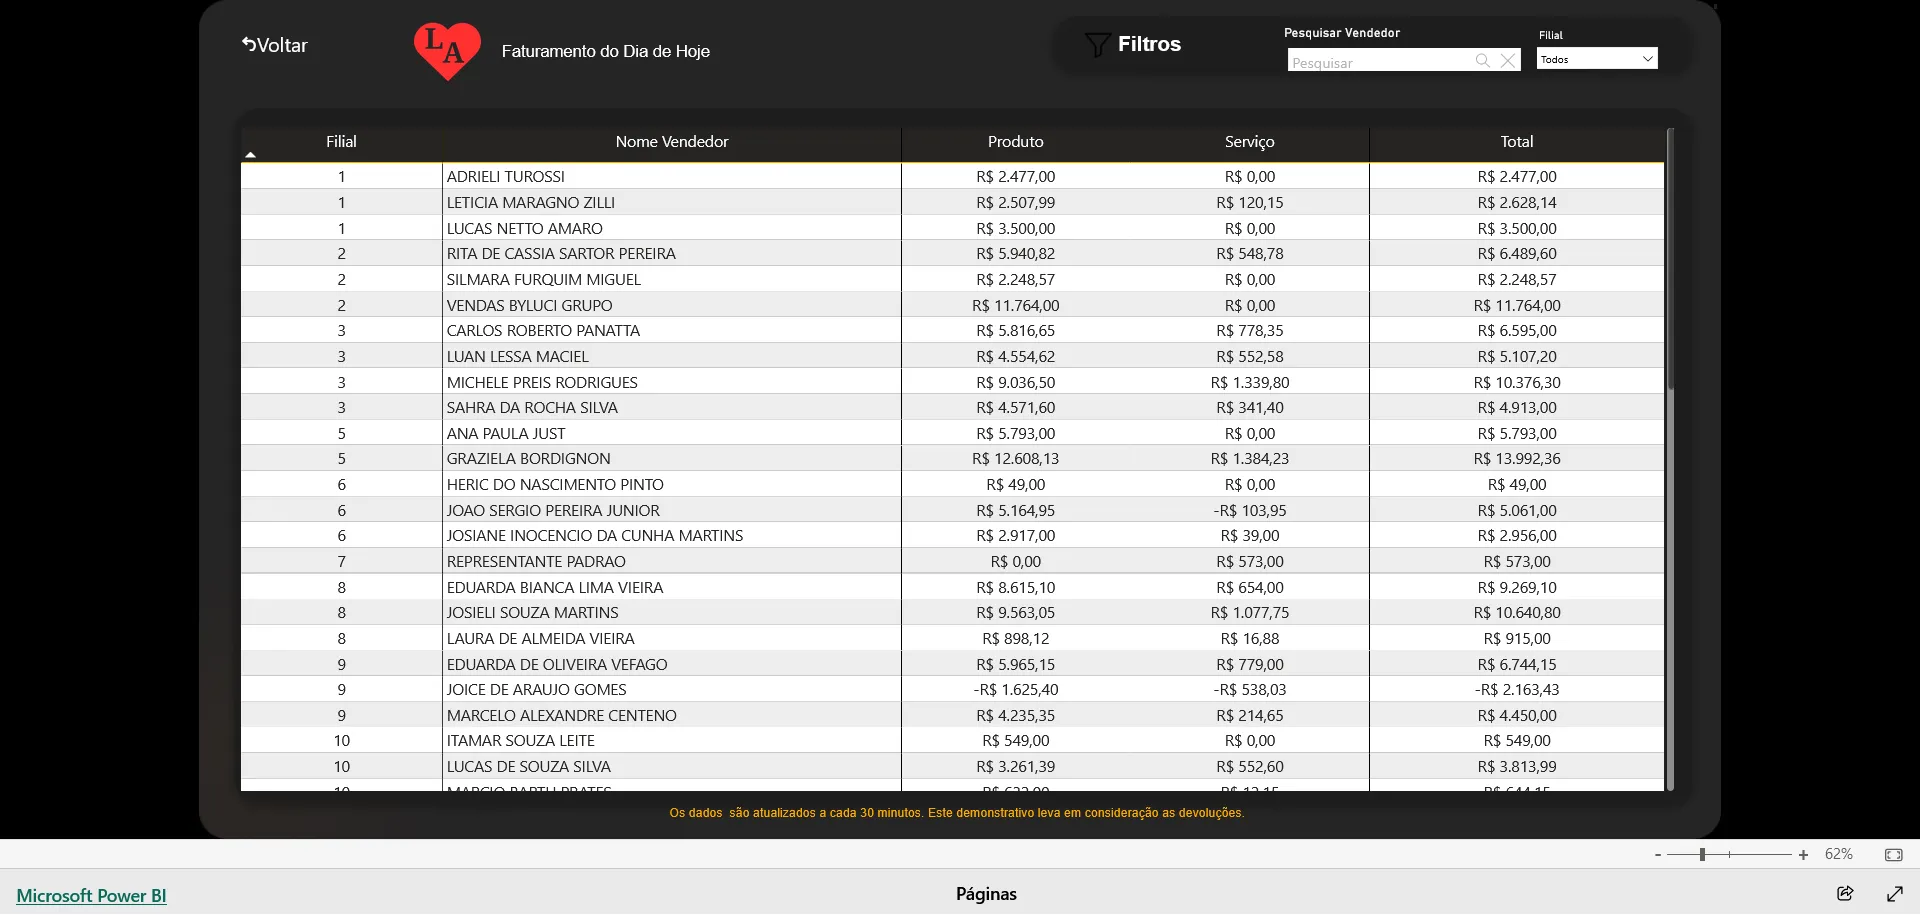 Voltar
LA
Faturamento do Dia de Hoje
Filtros
Pesquisar Vendedor
Pesquisar
Filial
Todos
Filial Nome Vendedor Produto Serviço Total
1 ADRIELI TUROSSI R$ 2.477,00 R$ 0,00 R$ 2.477,00
1 LETICIA MARAGNO ZILLI R$ 2.507,99 R$ 120,15 R$ 2.628,14
1 LUCAS NETTO AMARO R$ 3.500,00 R$ 0,00 R$ 3.500,00
2 RITA DE CASSIA SARTOR PEREIRA R$ 5.940,82 R$ 548,78 R$ 6.489,60
2 SILMARA FURQUIM MIGUEL R$ 2.248,57 R$ 0,00 R$ 2.248,57
2 VENDAS BYLUCI GRUPO R$ 11.764,00 R$ 0,00 R$ 11.764,00
3 CARLOS ROBERTO PANATTA R$ 5.816,65 R$ 778,35 R$ 6.595,00
3 LUAN LESSA MACIEL R$ 4.554,62 R$ 552,58 R$ 5.107,20
3 MICHELE PREIS RODRIGUES R$ 9.036,50 R$ 1.339,80 R$ 10.376,30
3 SAHRA DA ROCHA SILVA R$ 4.571,60 R$ 341,40 R$ 4.913,00
5 ANA PAULA JUST R$ 5.793,00 R$ 0,00 R$ 5.793,00
5 GRAZIELA BORDIGNON R$ 12.608,13 R$ 1.384,23 R$ 13.992,36
6 HERIC DO NASCIMENTO PINTO R$ 49,00 R$ 0,00 R$ 49,00
6 JOAO SERGIO PEREIRA JUNIOR R$ 5.164,95 -R$ 103,95 R$ 5.061,00
6 JOSIANE INOCENCIO DA CUNHA MARTINS R$ 2.917,00 R$ 39,00 R$ 2.956,00
7 REPRESENTANTE PADRAO R$ 0,00 R$ 573,00 R$ 573,00
8 EDUARDA BIANCA LIMA VIEIRA R$ 8.615,10 R$ 654,00 R$ 9.269,10
8 JOSIELI SOUZA MARTINS R$ 9.563,05 R$ 1.077,75 R$ 10.640,80
8 LAURA DE ALMEIDA VIEIRA R$ 898,12 R$ 16,88 R$ 915,00
9 EDUARDA DE OLIVEIRA VEFAGO R$ 5.965,15 R$ 779,00 R$ 6.744,15
9 JOICE DE ARAUJO GOMES -R$ 1.625,40 -R$ 538,03 -R$ 2.163,43
9 MARCELO ALEXANDRE CENTENO R$ 4.235,35 R$ 214,65 R$ 4.450,00
10 ITAMAR SOUZA LEITE R$ 549,00 R$ 0,00 R$ 549,00
10 LUCAS DE SOUZA SILVA R$ 3.261,39 R$ 552,60 R$ 3.813,99
Os dados são atualizados a cada 30 minutos. Este demonstrativo leva em consideração as devoluções.
- + 62%
Microsoft Power BI
Páginas